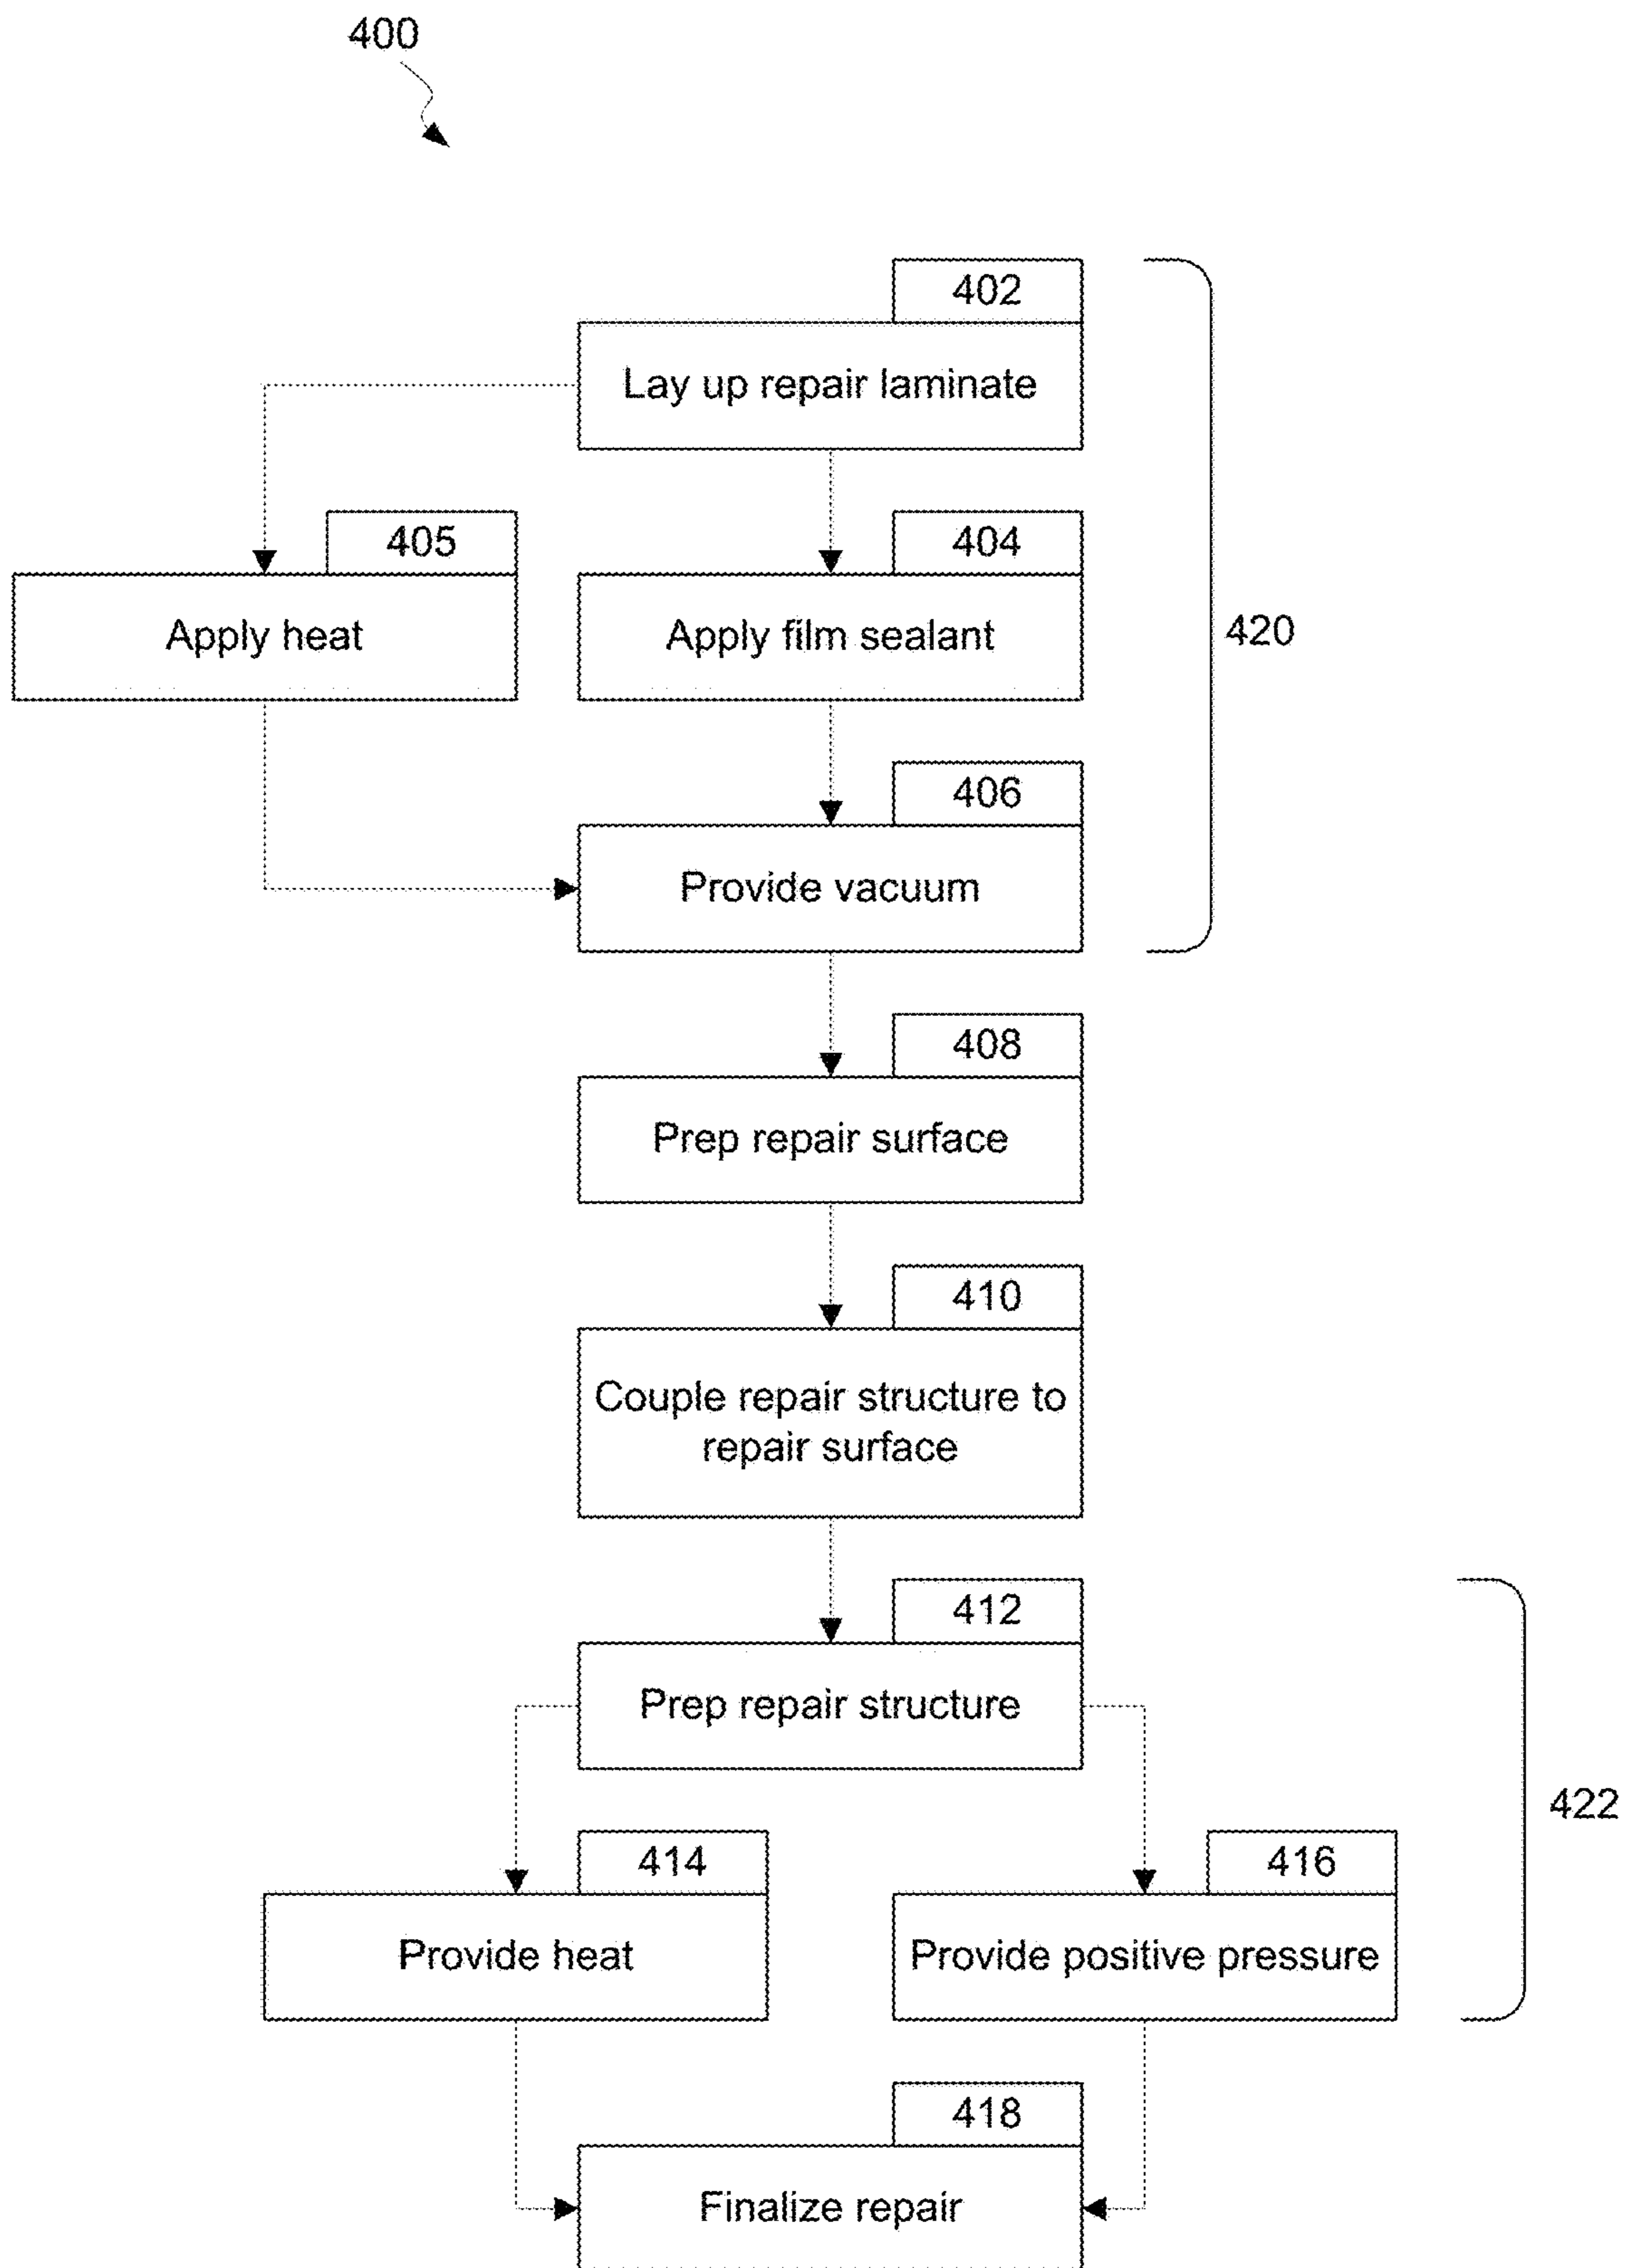 400
402
Lay up repair laminate
405
Apply heat
404
Apply film sealant
420
406
Provide vacuum
408
Prep repair surface
410
Couple repair structure to
repair surface
412
Prep repair structure
422
414
Provide heat
416
Provide positive pressure
418
Finalize repair